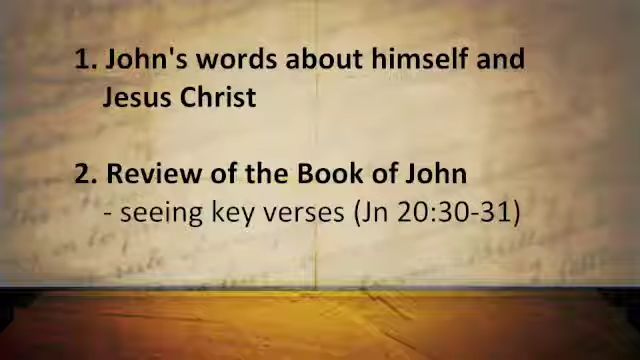 1. John's words about himself and
Jesus Christ
2. Review of the Book of John
- seeing key verses (Jn 20:30-31)